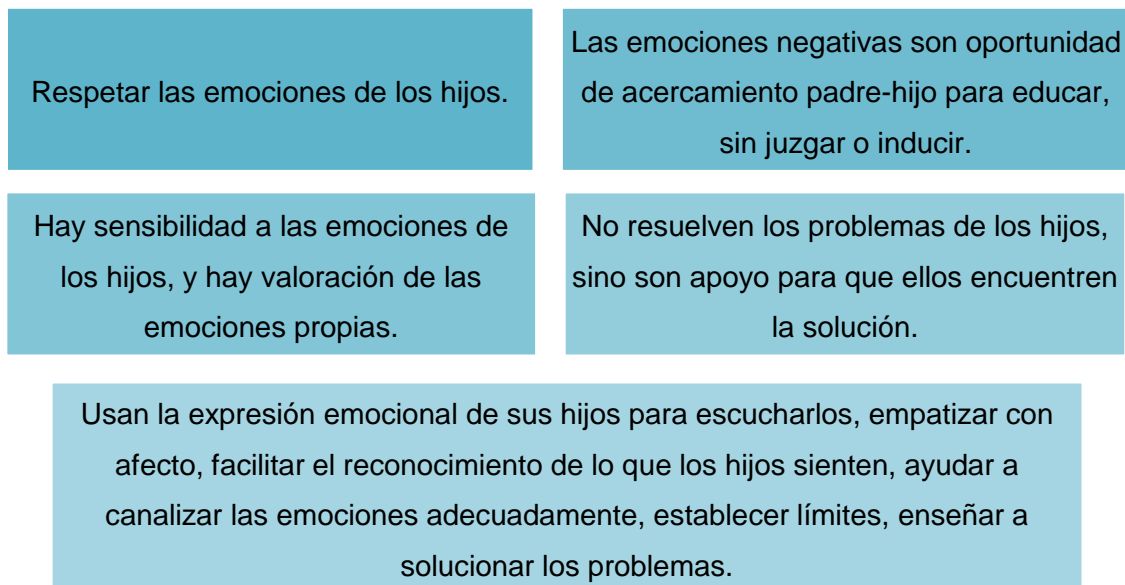 Respetar las emociones de los hijos.
Las emociones negativas son oportunidad
de acercamiento padre-hijo para educar,
sin juzgar o inducir.
Hay sensibilidad a las emociones de
los hijos, y hay valoración de las
emociones propias.
No resuelven los problemas de los hijos,
sino son apoyo para que ellos encuentren
la solución.
Usan la expresión emocional de sus hijos para escucharlos, empatizar con
afecto, facilitar el reconocimiento de lo que los hijos sienten, ayudar a
canalizar las emociones adecuadamente, establecer límites, enseñar a
solucionar los problemas.